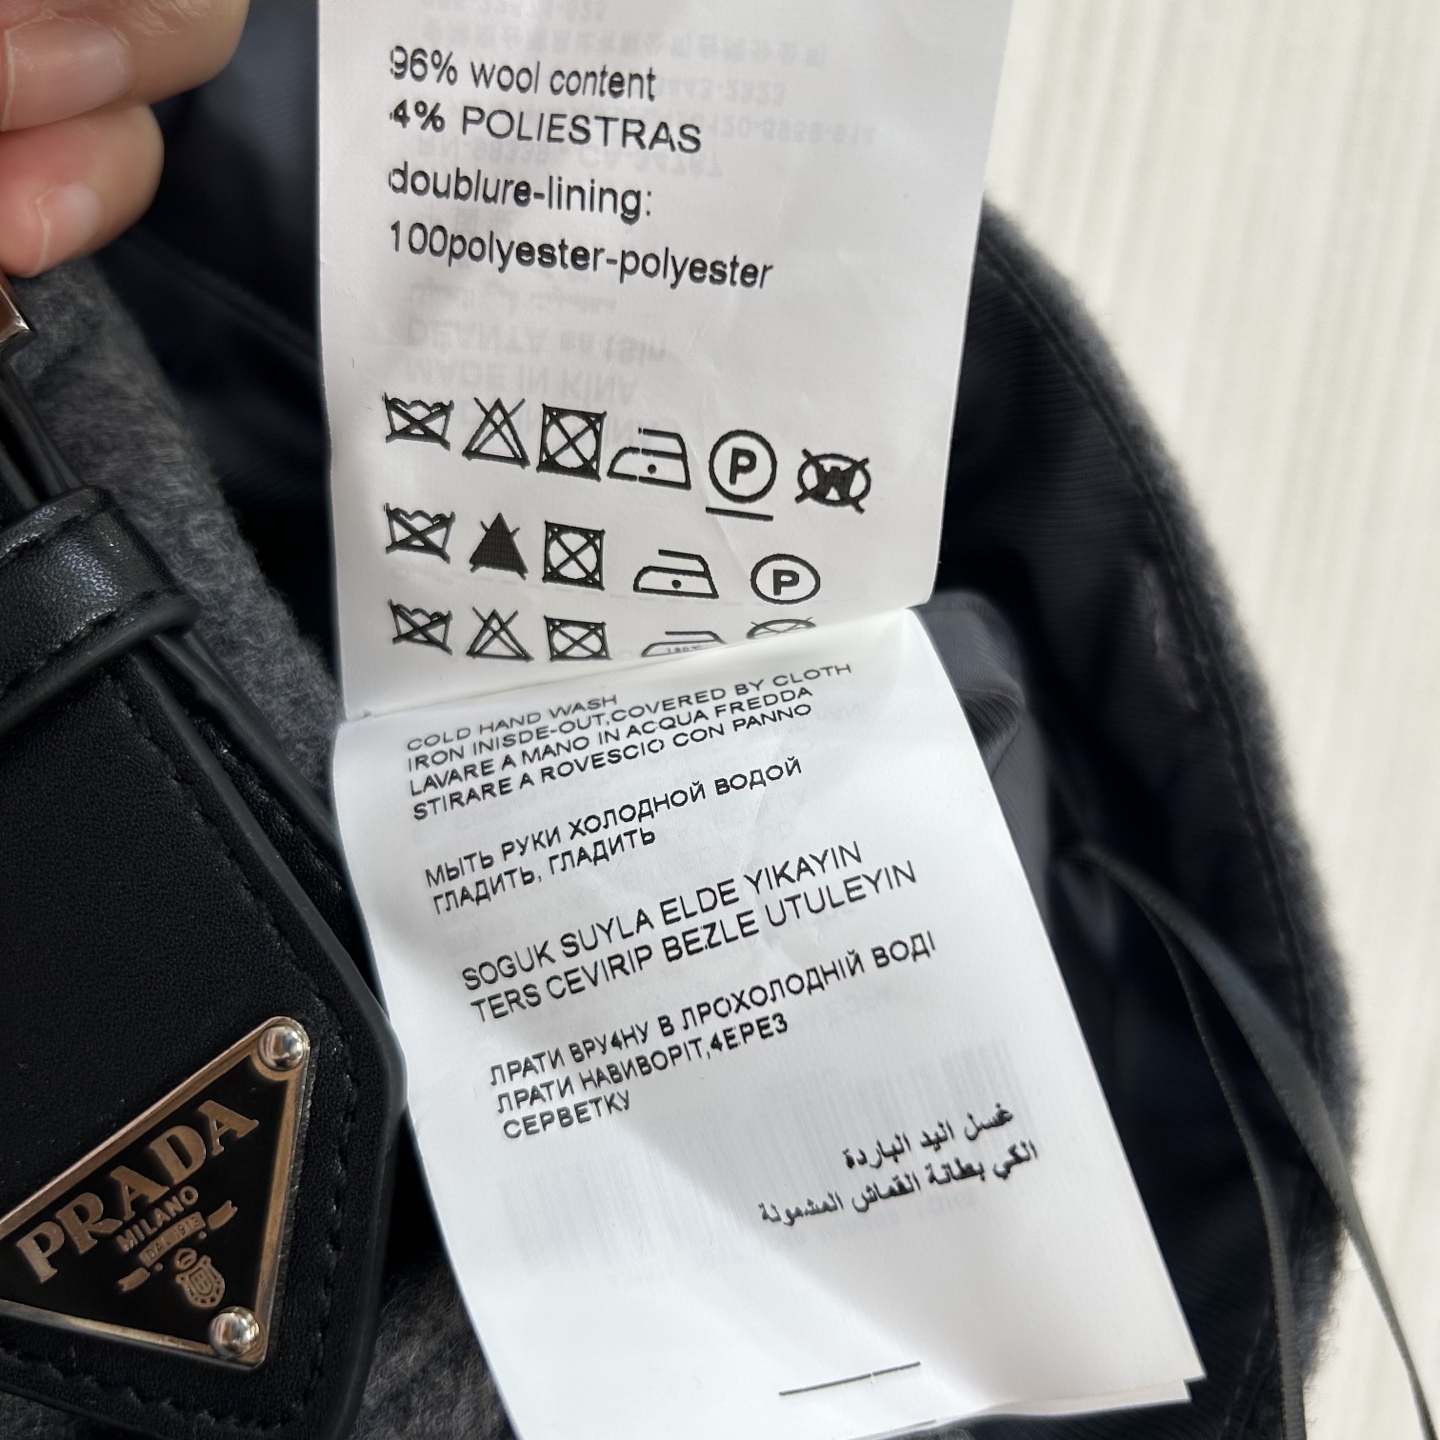 96% wool content
4% POLIESTRAS
doublure-lining:
100polyester-polyester
P
W
P
COLD HAND WASH
IRON INISDE-OUT,COVERED BY CLOTH
LAVARE A MANO IN ACQUA FREDDA
STIRARE A ROVESCIO CON PANNO
МЫТЬ РУКИ ХОЛОДНОЙ ВОДОЙ
ГЛАДИТЬ, ГЛАДИТЬ
SOGUK SUYLA ELDE YIKAYIN
TERS CEVIRIP BEZLE UTULEYIN
ЛРАТИ ВРУ4НУ В ЛРОХОЛОДНІЙ ВОДІ
ЛРАТИ НАВИВОРІТ,4ЕРЕЗ
СЕРВЕТКУ
غسل اليد الباردة
الكي بطانة القماش المشمولة
PRADA
MILANO